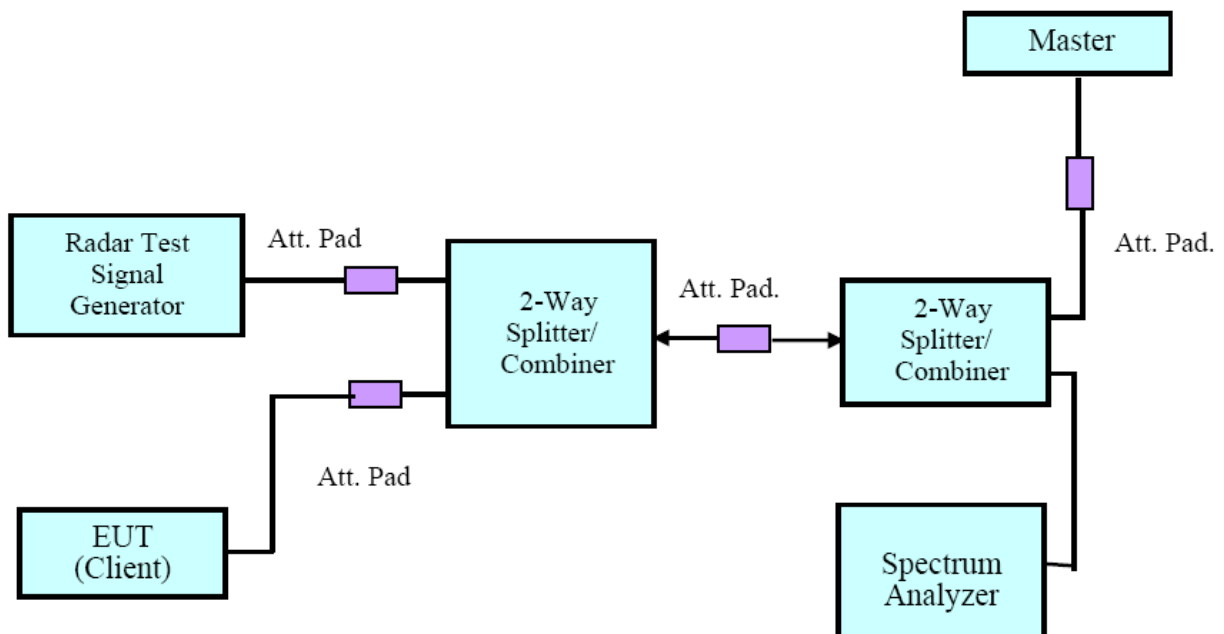 Master
Radar Test
Signal
Generator
Att. Pad
2-Way
Splitter/
Combiner
Att. Pad.
2-Way
Splitter/
Combiner
Att. Pad.
Att. Pad
EUT
(Client)
Spectrum
Analyzer